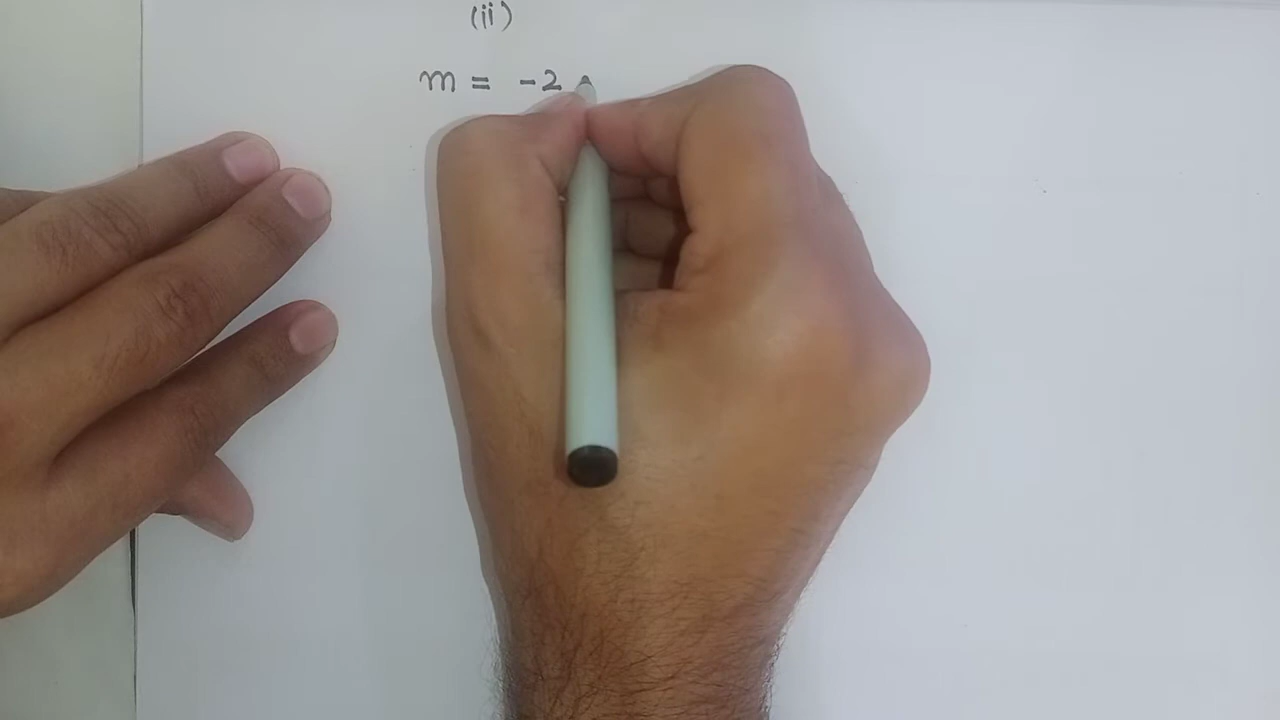 (ii)
m = -2